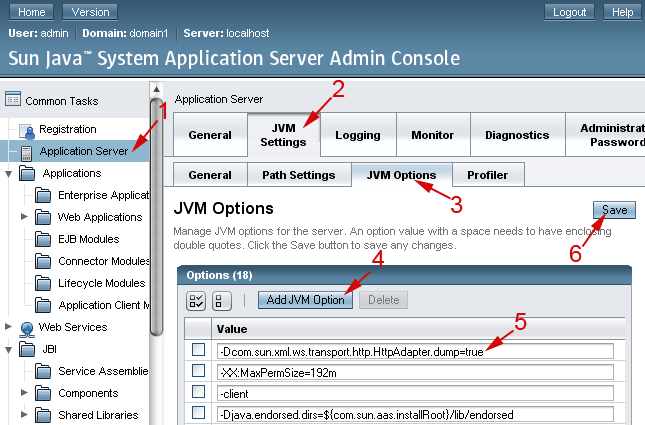 Home Version Logout Help
User: admin Domain: domain1 Server: localhost
Sun Java™ System Application Server Admin Console
Common Tasks
Registration
1
Application Server
Applications
Enterprise Applicat
Web Applications
EJB Modules
Connector Modules
Lifecycle Modules
Application Client M
Web Services
JBI
Service Assemblie
Components
Shared Libraries
Application Server
2
General
JVM
Settings
Logging
Monitor
Diagnostics
Administrat
Password
General Path Settings JVM Options Profiler
3
JVM Options
Save
6
Manage JVM options for the server. An option value with a space needs to have enclosing
double quotes. Click the Save button to save any changes.
4
Options (18)
Add JVM Option Delete
Value
5
-Dcom.sun.xml.ws.transport.http.HttpAdapter.dump=true
-XX:MaxPermSize=192m
-client
-Djava.endorsed.dirs=${com.sun.aas.installRoot}/lib/endorsed